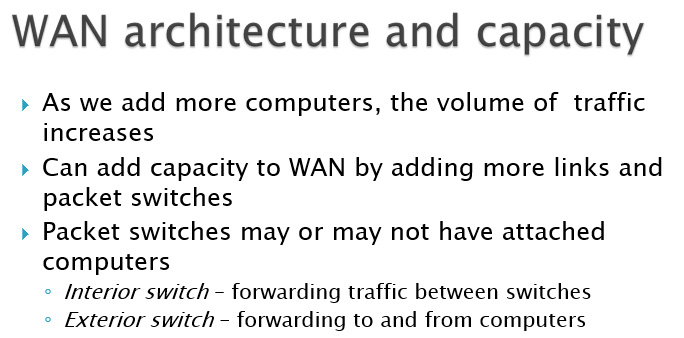 WAN architecture and capacity
As we add more computers, the volume of  traffic
increases
Can add capacity to WAN by adding more links and
packet switches
Packet switches may or may not have attached
computers
Interior switch – forwarding traffic between switches
Exterior switch – forwarding to and from computers